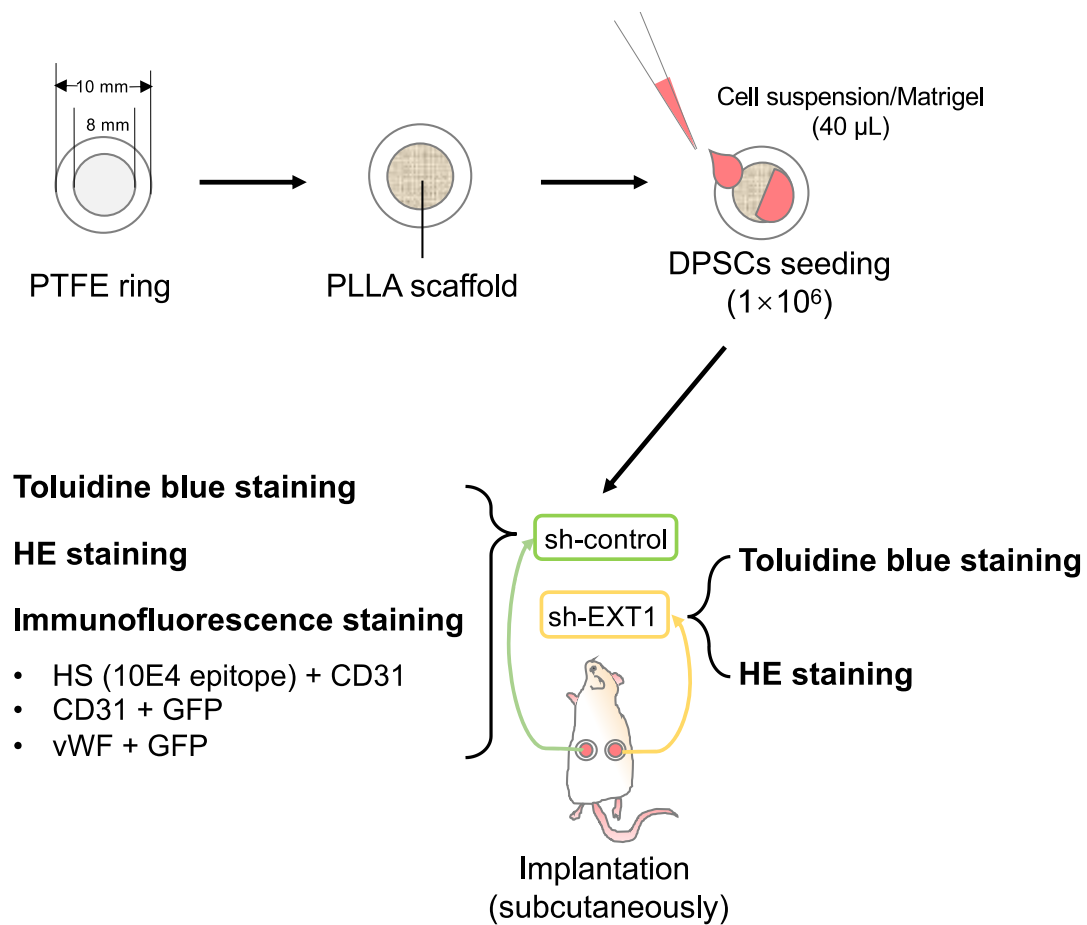 10 mm
8 mm
PTFE ring
PLLA scaffold
Cell suspension/Matrigel
(40 µL)
DPSCs seeding
(1×10⁶)
Toluidine blue staining
HE staining
Immunofluorescence staining
• HS (10E4 epitope) + CD31
• CD31 + GFP
• vWF + GFP
sh-control
sh-EXT1
Toluidine blue staining
HE staining
Implantation
(subcutaneously)